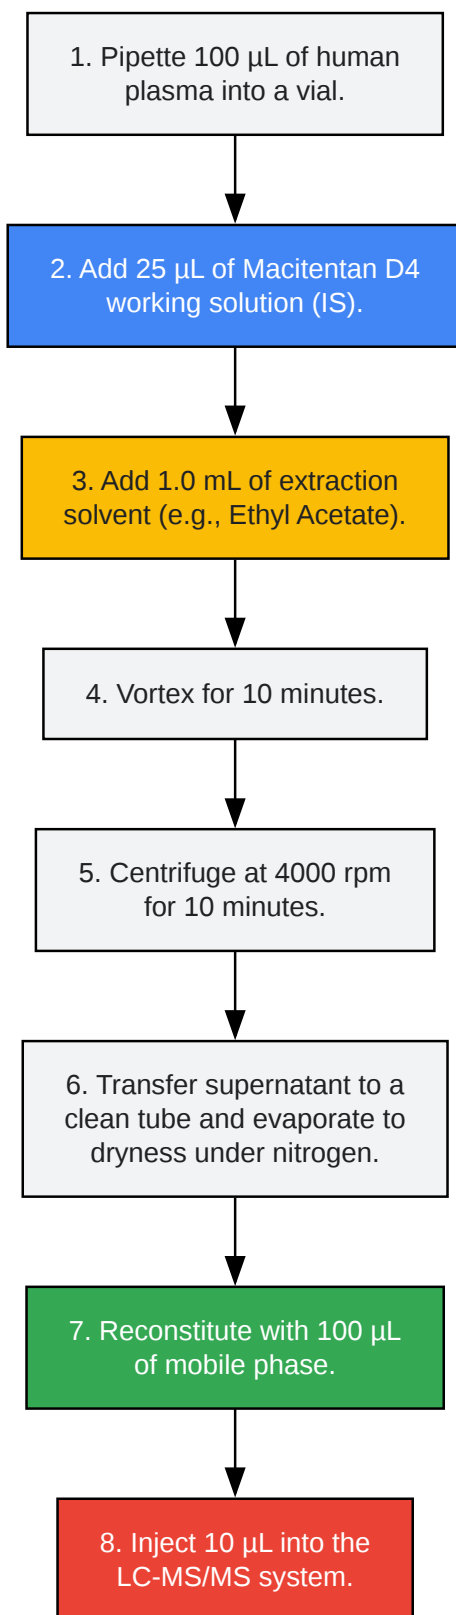 1. Pipette 100 µL of human
plasma into a vial.
2. Add 25 µL of Macitentan D4
working solution (IS).
3. Add 1.0 mL of extraction
solvent (e.g., Ethyl Acetate).
4. Vortex for 10 minutes.
5. Centrifuge at 4000 rpm
for 10 minutes.
6. Transfer supernatant to a
clean tube and evaporate to
dryness under nitrogen.
7. Reconstitute with 100 µL
of mobile phase.
8. Inject 10 µL into the
LC-MS/MS system.